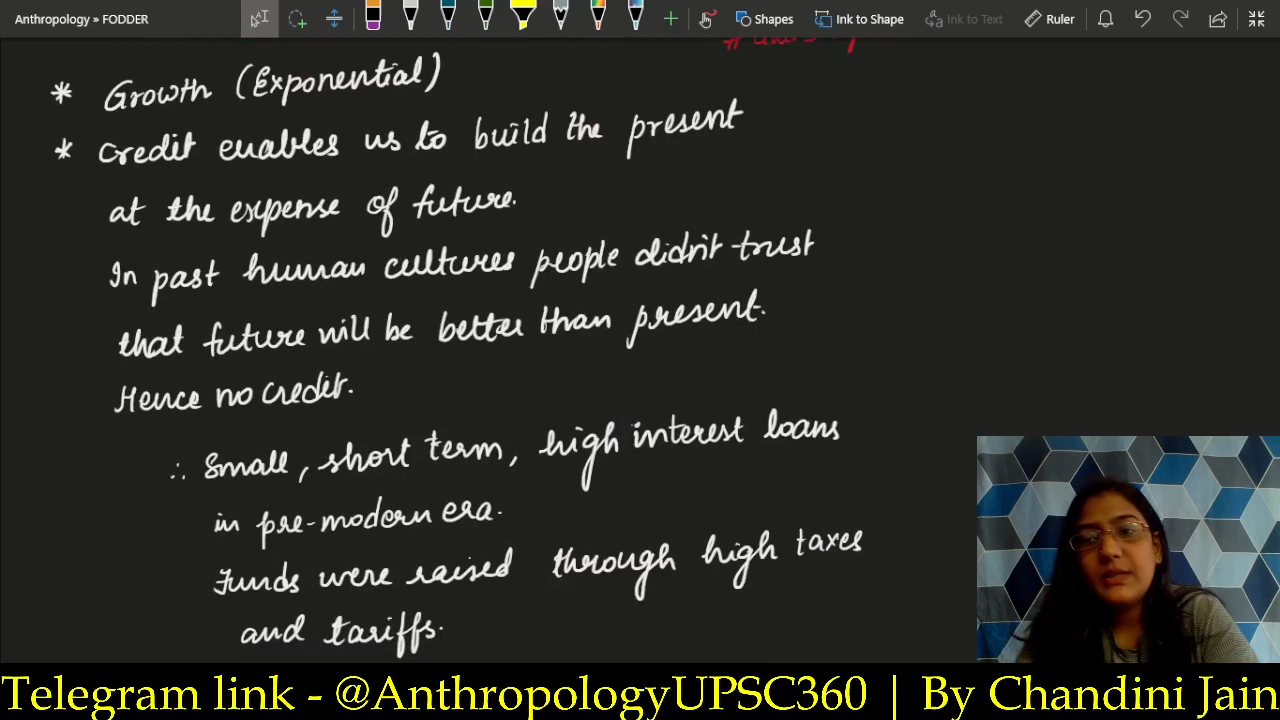 Anthropology » FODDER
Shapes
Ink to Shape
Ink to Text
Ruler
* Growth (Exponential)
* Credit enables us to build the present
at the expense of future.
In past human cultures people didn't trust
that future will be better than present.
Hence no credit.
∴ Small, short term, high interest loans
in pre-modern era.
Funds were raised through high taxes
and tariffs.
Telegram link - @AnthropologyUPSC360 | By Chandini Jain